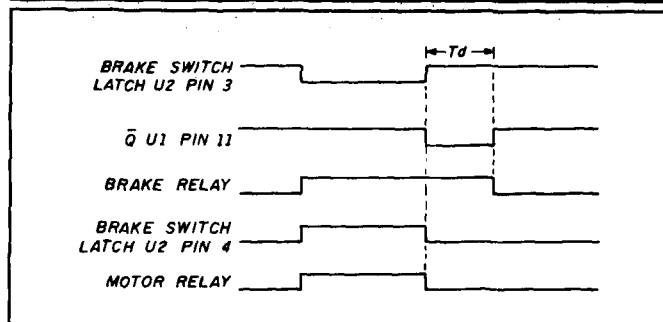 Td
BRAKE SWITCH
LATCH U2 PIN 3
Q̅ U1 PIN 11
BRAKE RELAY
BRAKE SWITCH
LATCH U2 PIN 4
MOTOR RELAY